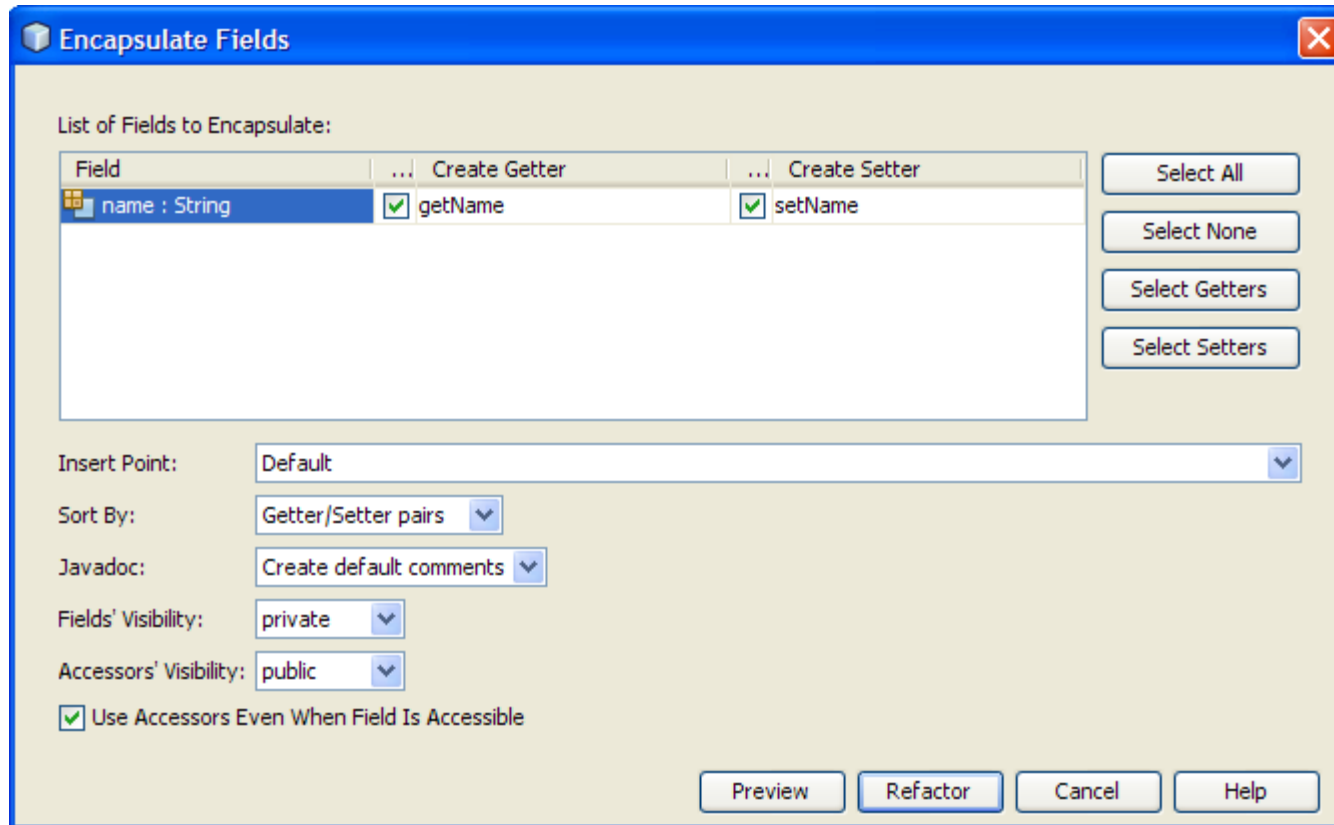 Encapsulate Fields
List of Fields to Encapsulate:
Field ... Create Getter ... Create Setter
name : String getName setName
Select All
Select None
Select Getters
Select Setters
Insert Point: Default
Sort By: Getter/Setter pairs
Javadoc: Create default comments
Fields' Visibility: private
Accessors' Visibility: public
Use Accessors Even When Field Is Accessible
Preview Refactor Cancel Help